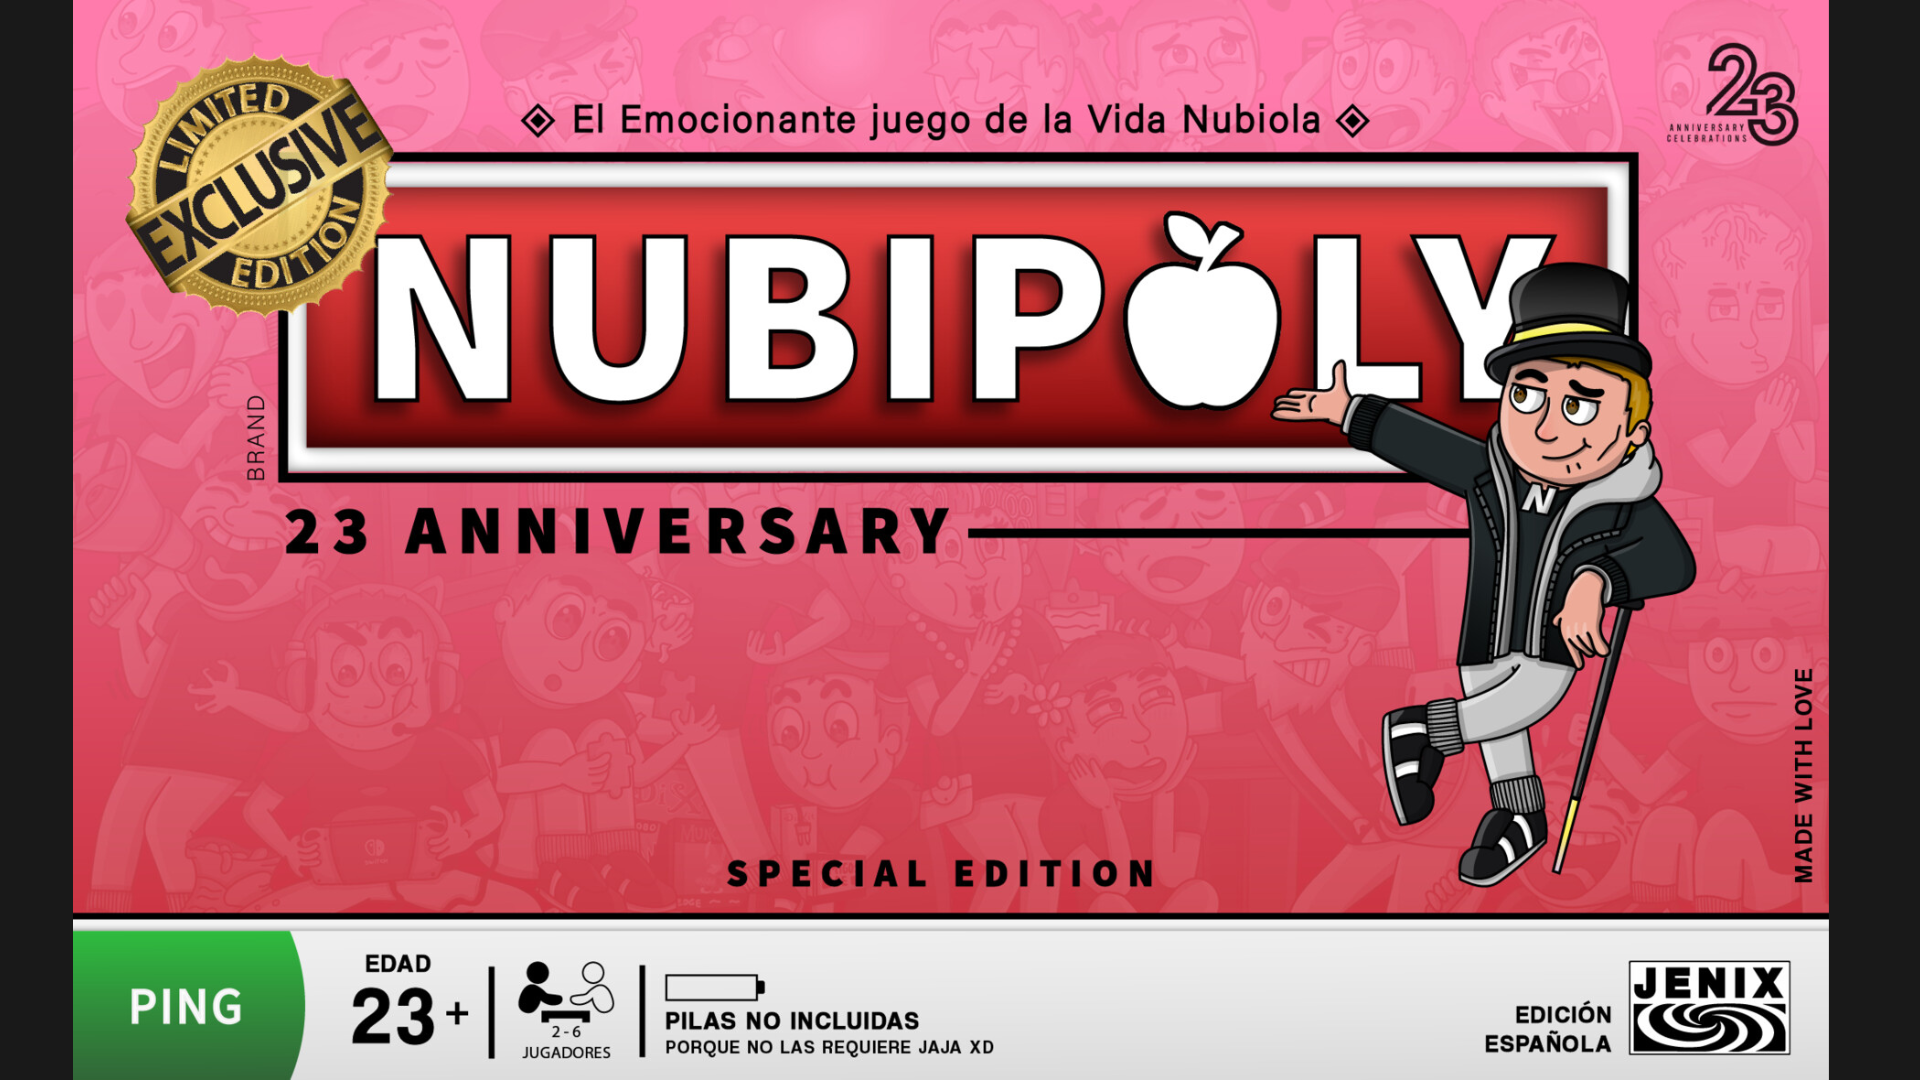 LIMITED
EXCLUSIVE
EDITION
El Emocionante juego de la Vida Nubiola
23
ANNIVERSARY
CELEBRATIONS
NUBIPOLY
BRAND
N
23 ANNIVERSARY
MADE WITH LOVE
SPECIAL EDITION
PING
EDAD
23+
2-6
JUGADORES
PILAS NO INCLUIDAS
PORQUE NO LAS REQUIERE JAJA XD
EDICIÓN
ESPAÑOLA
JENIX